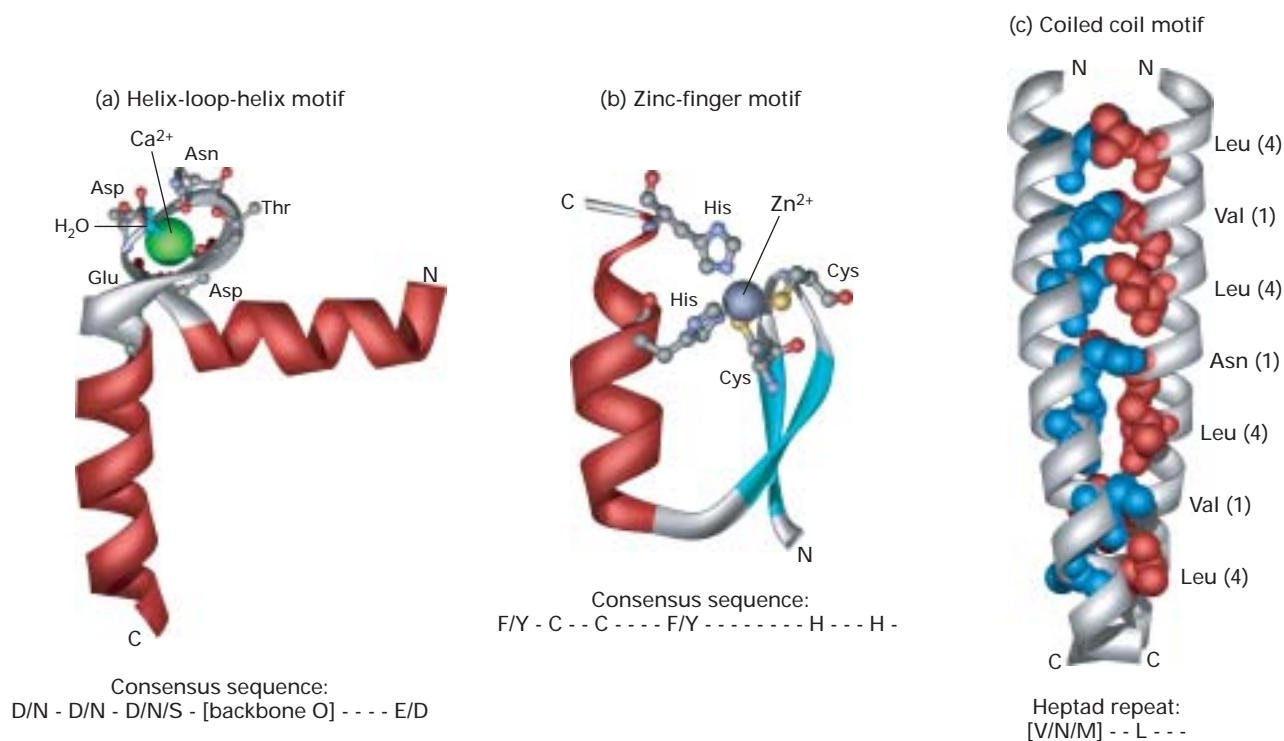 (a) Helix-loop-helix motif
Ca2+
Asn
Asp
H2O
Thr
Glu
Asp
N
C
Consensus sequence:
D/N - D/N - D/N/S - [backbone O] - - - - E/D
(b) Zinc-finger motif
C
His
Zn2+
Cys
His
Cys
N
Consensus sequence:
F/Y - C - - C - - - - F/Y - - - - - - - - H - - - H -
(c) Coiled coil motif
N N
Leu (4)
Val (1)
Leu (4)
Asn (1)
Leu (4)
Val (1)
Leu (4)
C C
Heptad repeat:
[V/N/M] - - L - - -